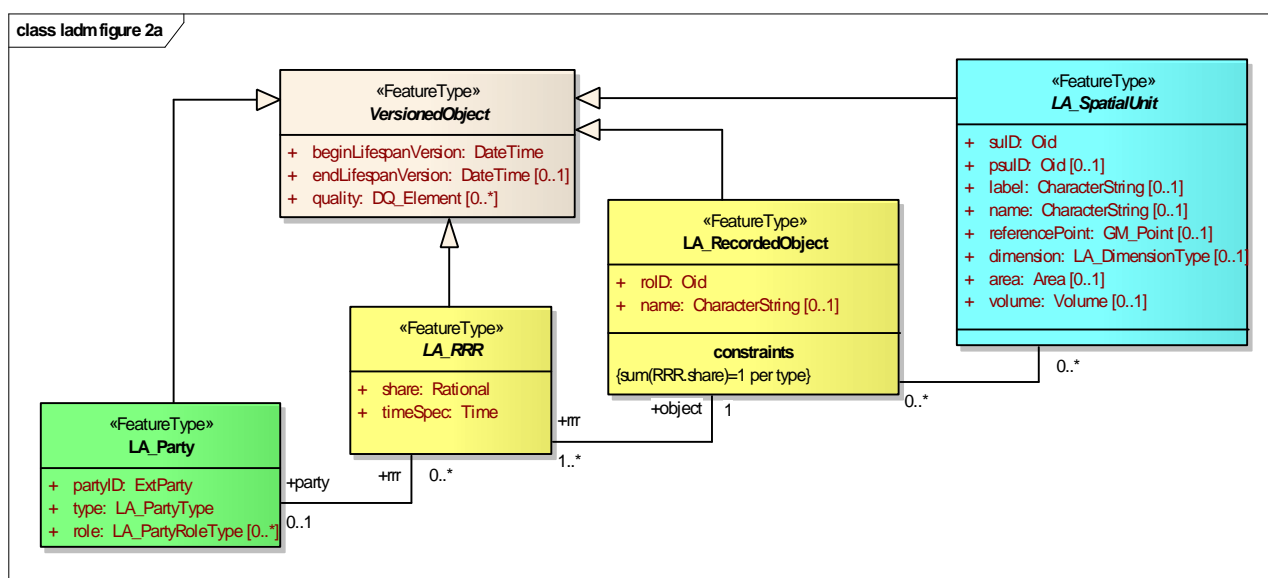 class ladm figure 2a
«FeatureType»
VersionedObject
+ beginLifespanVersion: DateTime
+ endLifespanVersion: DateTime [0..1]
+ quality: DQ_Element [0..*]
«FeatureType»
LA_SpatialUnit
+ suID: Oid
+ psuID: Oid [0..1]
+ label: CharacterString [0..1]
+ name: CharacterString [0..1]
+ referencePoint: GM_Point [0..1]
+ dimension: LA_DimensionType [0..1]
+ area: Area [0..1]
+ volume: Volume [0..1]
«FeatureType»
LA_RecordedObject
+ roID: Oid
+ name: CharacterString [0..1]
constraints
{sum(RRR.share)=1 per type}
«FeatureType»
LA_RRR
+ share: Rational
+ timeSpec: Time
«FeatureType»
LA_Party
+ partyID: ExtParty
+ type: LA_PartyType
+ role: LA_PartyRoleType [0..*]
+party
0..1
+rrr
0..*
+rrr
1..*
+object
1
0..*
0..*